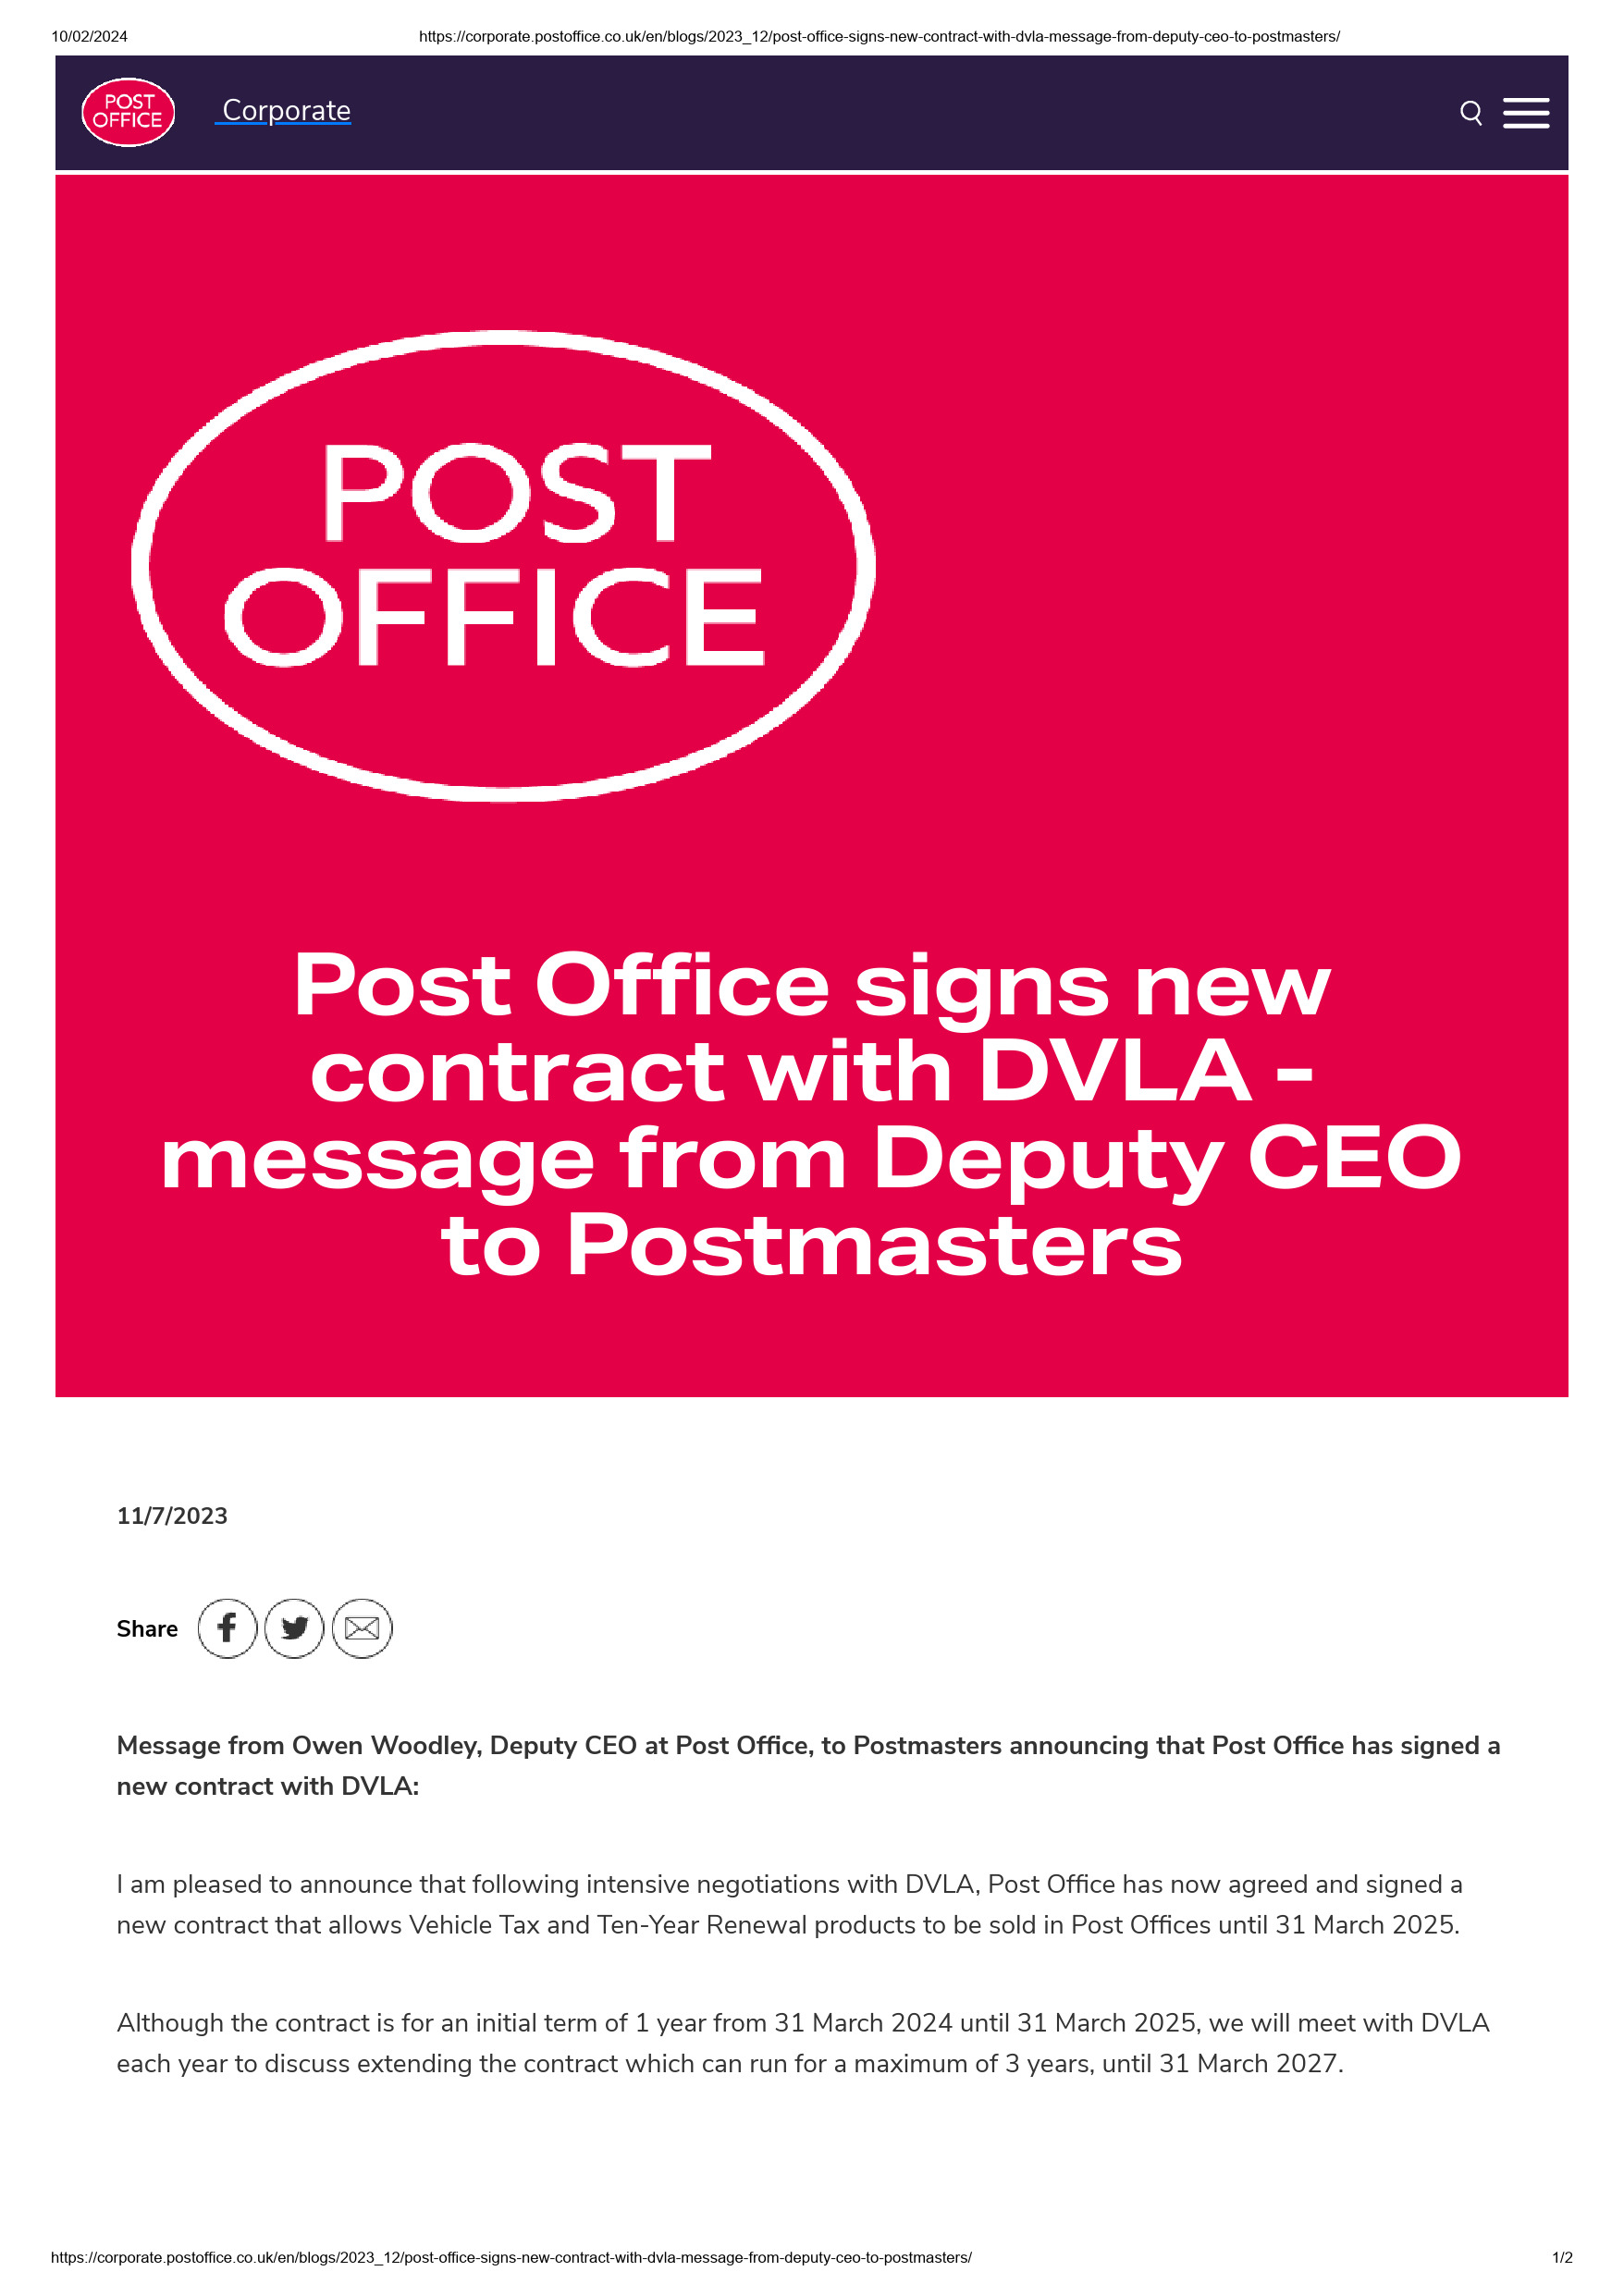 10/02/2024 https://corporate.postoffice.co.uk/en/blogs/2023_12/post-office-signs-new-contract-with-dvla-message-from-deputy-ceo-to-postmasters/
POST
OFFICE
Corporate
POST
OFFICE
Post Office signs new
contract with DVLA -
message from Deputy CEO
to Postmasters
11/7/2023
Share
Message from Owen Woodley, Deputy CEO at Post Office, to Postmasters announcing that Post Office has signed a
new contract with DVLA:
I am pleased to announce that following intensive negotiations with DVLA, Post Office has now agreed and signed a
new contract that allows Vehicle Tax and Ten-Year Renewal products to be sold in Post Offices until 31 March 2025.
Although the contract is for an initial term of 1 year from 31 March 2024 until 31 March 2025, we will meet with DVLA
each year to discuss extending the contract which can run for a maximum of 3 years, until 31 March 2027.
https://corporate.postoffice.co.uk/en/blogs/2023_12/post-office-signs-new-contract-with-dvla-message-from-deputy-ceo-to-postmasters/ 1/2